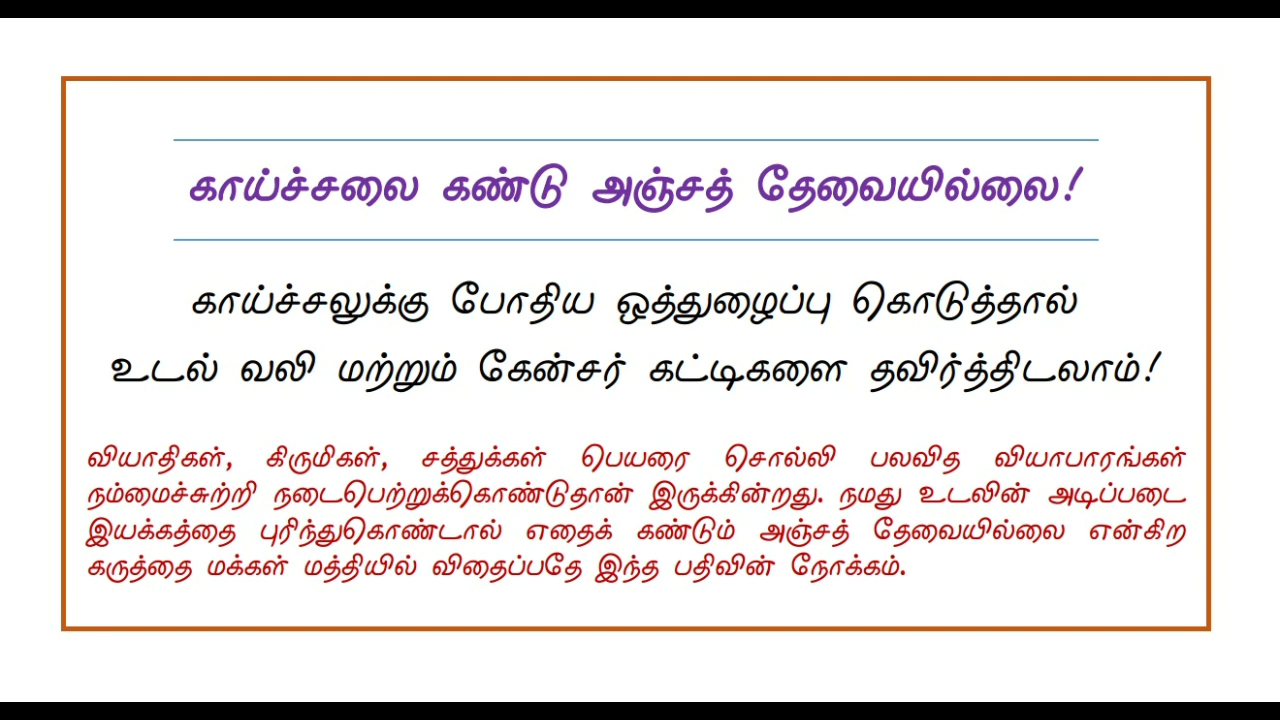 காய்ச்சலை கண்டு அஞ்சத் தேவையில்லை!
காய்ச்சலுக்கு போதிய ஒத்துழைப்பு கொடுத்தால்
உடல் வலி மற்றும் கேன்சர் கட்டிகளை தவிர்த்திடலாம்!
வியாதிகள், கிருமிகள், சத்துக்கள் பெயரை சொல்லி பலவித வியாபாரங்கள்
நம்மைச்சுற்றி நடைபெற்றுக்கொண்டுதான் இருக்கின்றது. நமது உடலின் அடிப்படை
இயக்கத்தை புரிந்துகொண்டால் எதைக் கண்டும் அஞ்சத் தேவையில்லை என்கிற
கருத்தை மக்கள் மத்தியில் விதைப்பதே இந்த பதிவின் நோக்கம்.